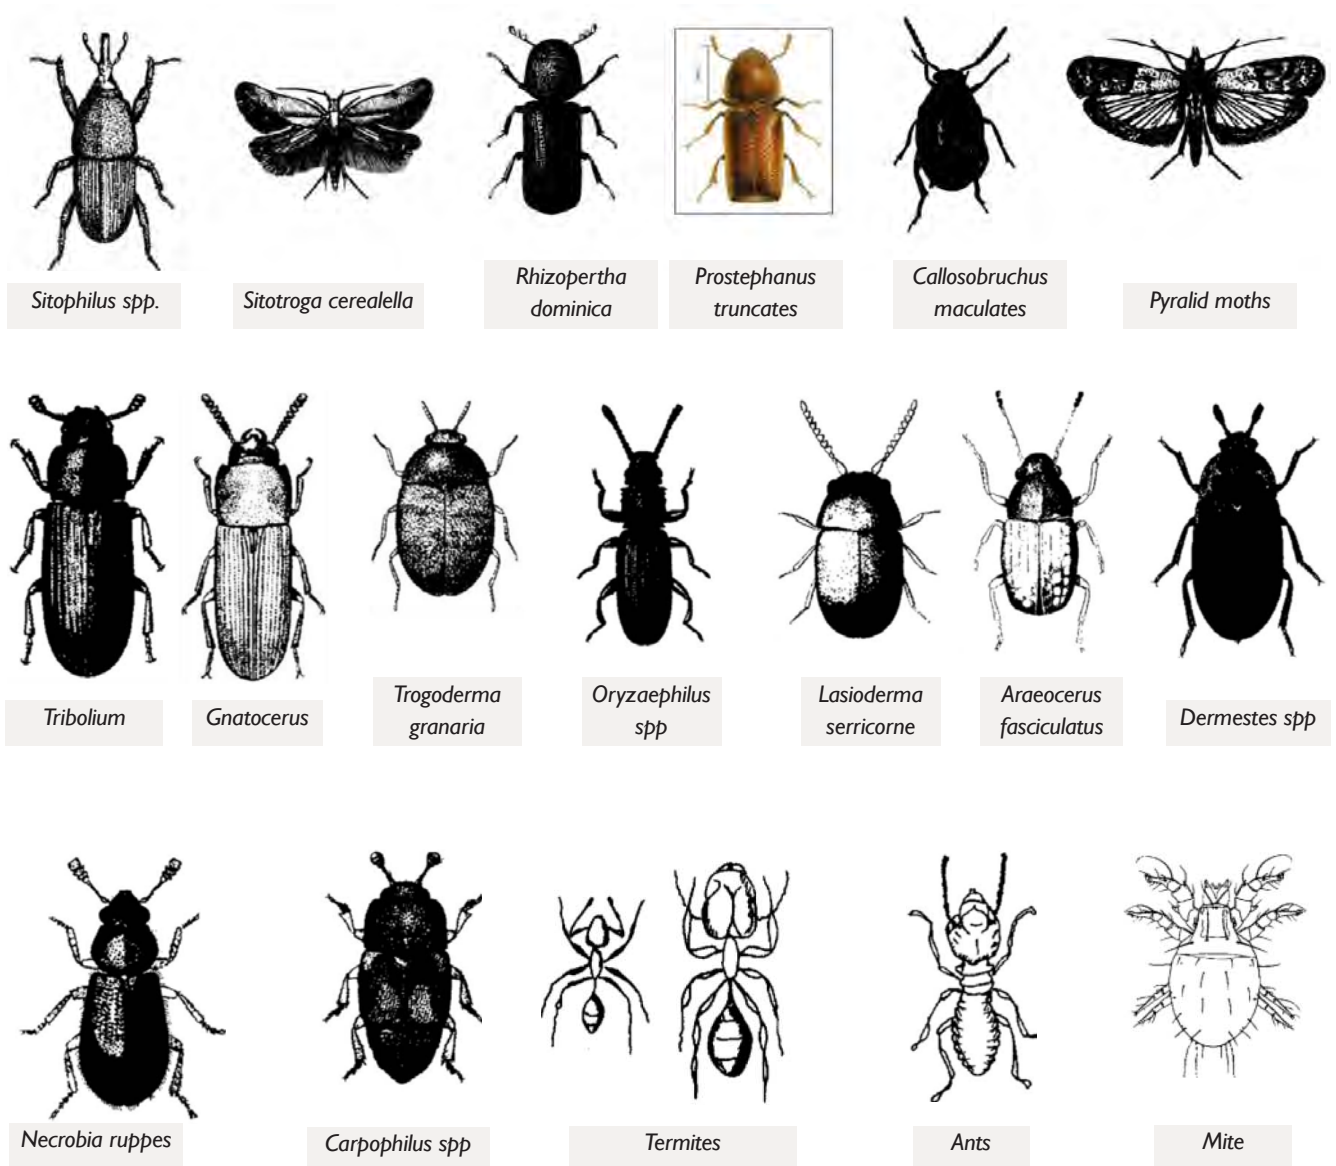 Sitophilus spp.
Sitotroga cerealella
Rhizopertha
dominica
Prostephanus
truncates
Callosobruchus
maculates
Pyralid moths
Tribolium
Gnatocerus
Trogoderma
granaria
Oryzaephilus
spp
Lasioderma
serricorne
Araeocerus
fasciculatus
Dermestes spp
Necrobia ruppes
Carpophilus spp
Termites
Ants
Mite